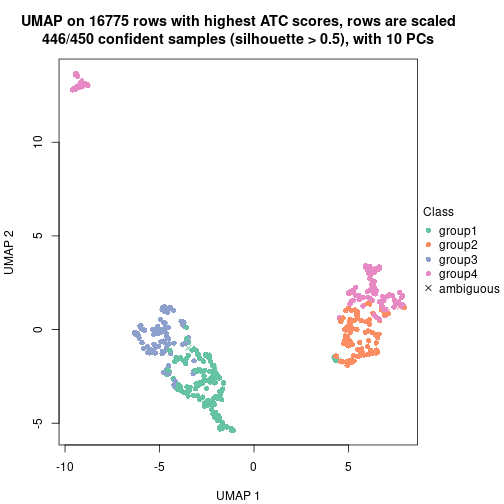 UMAP on 16775 rows with highest ATC scores, rows are scaled
446/450 confident samples (silhouette > 0.5), with 10 PCs
10
5
0
-5
UMAP 2
-10
-5
0
5
UMAP 1
Class
group1
group2
group3
group4
ambiguous